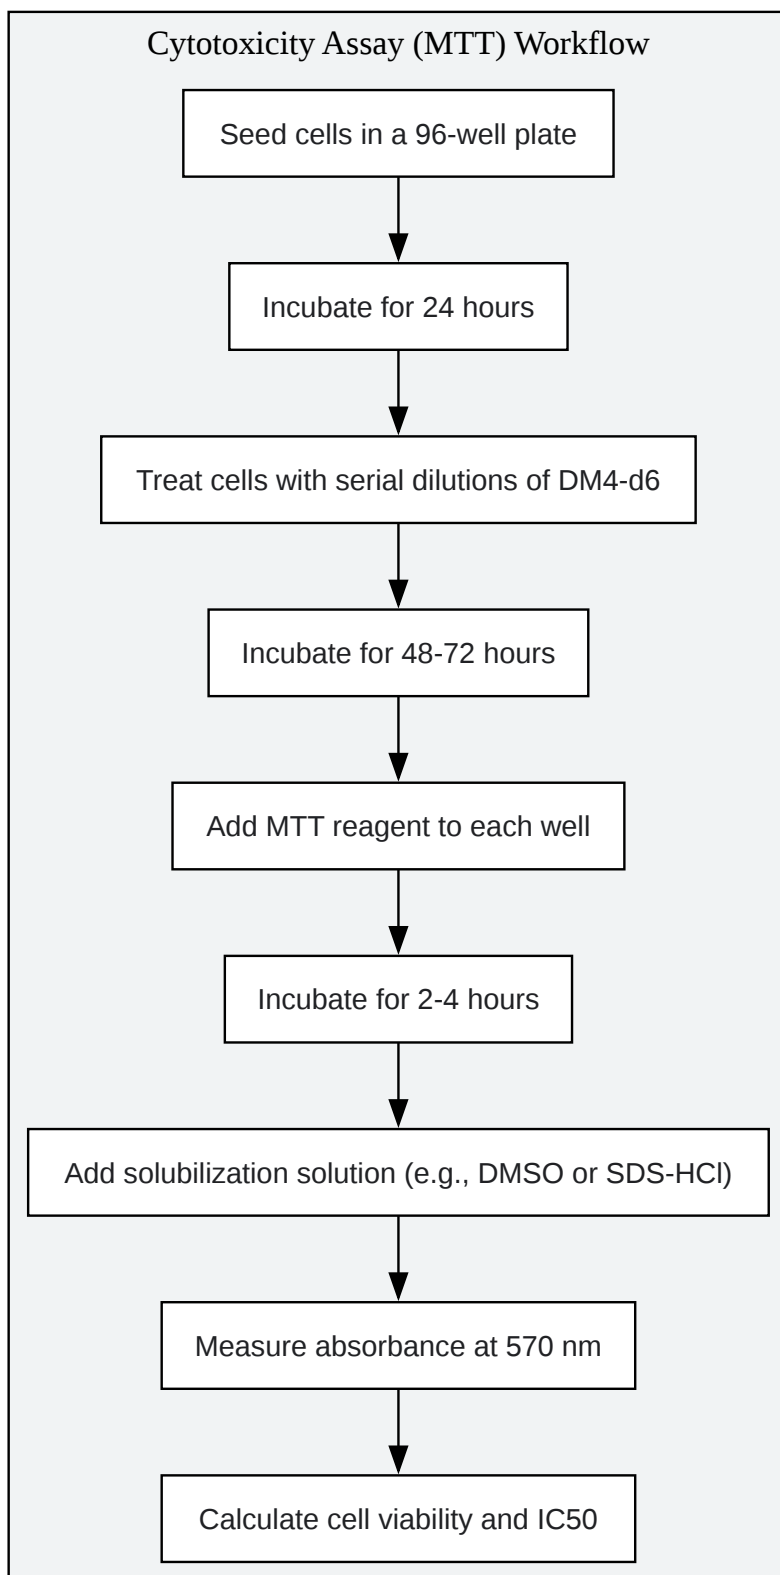 Cytotoxicity Assay (MTT) Workflow
Seed cells in a 96-well plate
Incubate for 24 hours
Treat cells with serial dilutions of DM4-d6
Incubate for 48-72 hours
Add MTT reagent to each well
Incubate for 2-4 hours
Add solubilization solution (e.g., DMSO or SDS-HCl)
Measure absorbance at 570 nm
Calculate cell viability and IC50